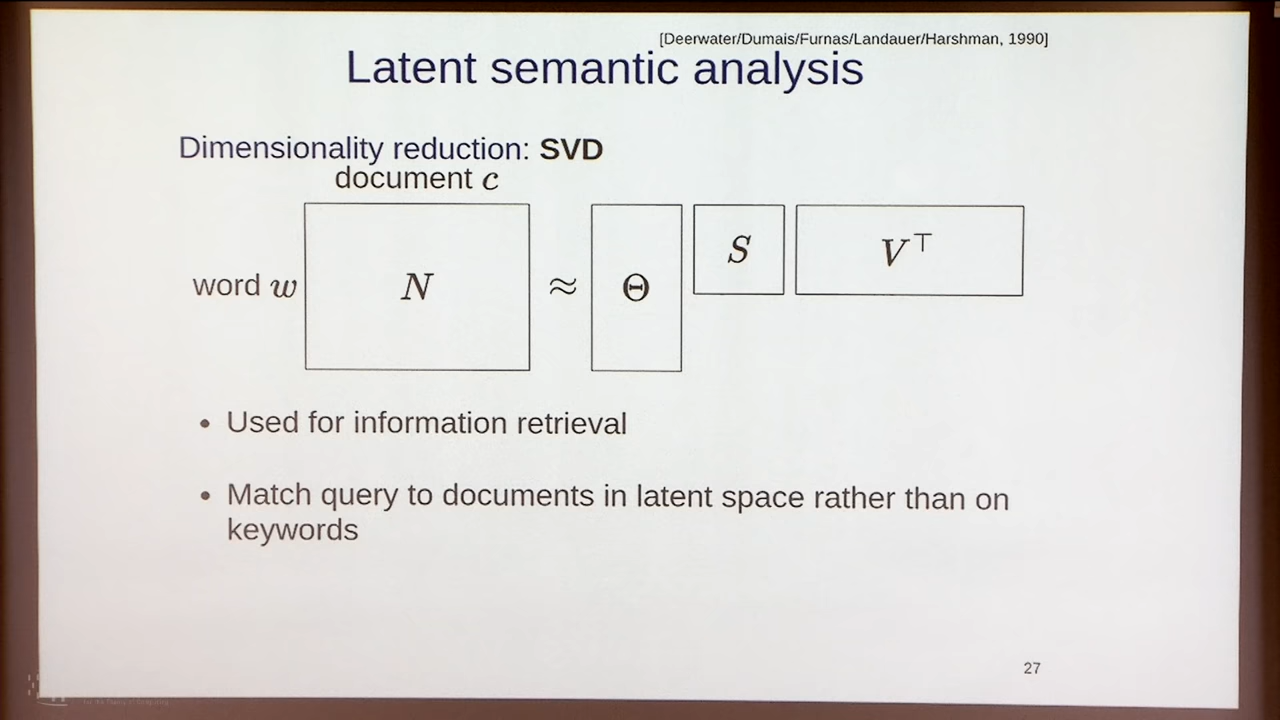 [Deerwater/Dumais/Furnas/Landauer/Harshman, 1990]
Latent semantic analysis
Dimensionality reduction: SVD
document c
word w
N
≈
Θ
S
V⊤
• Used for information retrieval
• Match query to documents in latent space rather than on
keywords
27